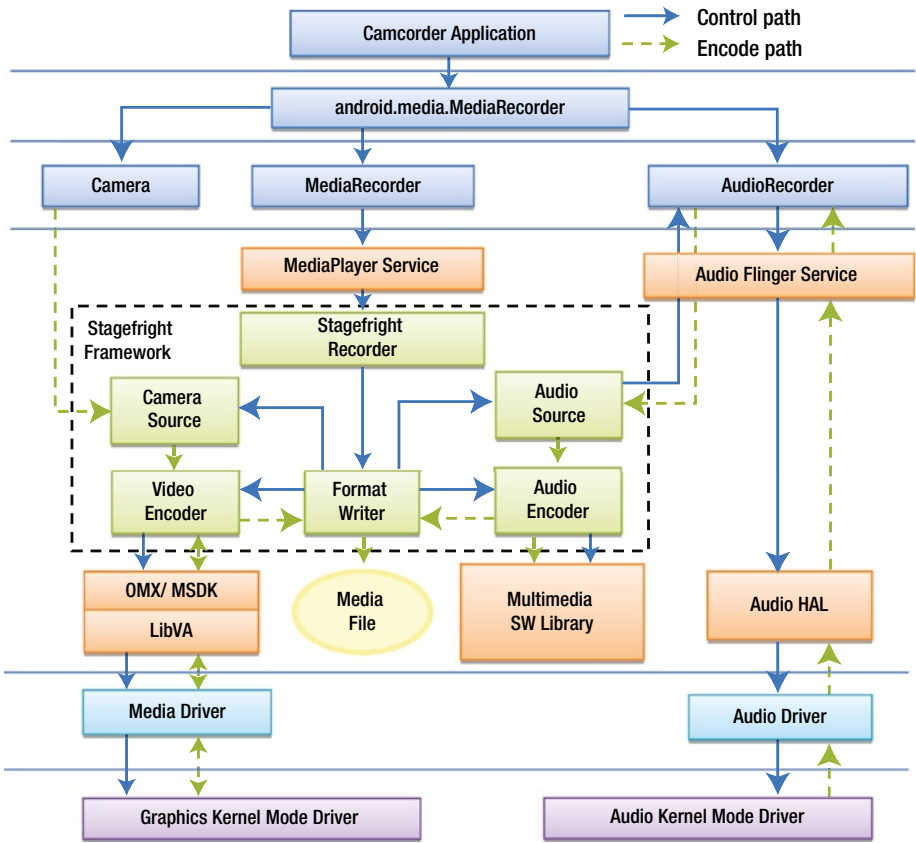 Camcorder Application
Control path
Encode path
android.media.MediaRecorder
Camera
MediaRecorder
AudioRecorder
MediaPlayer Service
Audio Flinger Service
Stagefright
Framework
Stagefright
Recorder
Camera
Source
Audio
Source
Video
Encoder
Format
Writer
Audio
Encoder
OMX/ MSDK
LibVA
Media
File
Multimedia
SW Library
Audio HAL
Media Driver
Audio Driver
Graphics Kernel Mode Driver
Audio Kernel Mode Driver